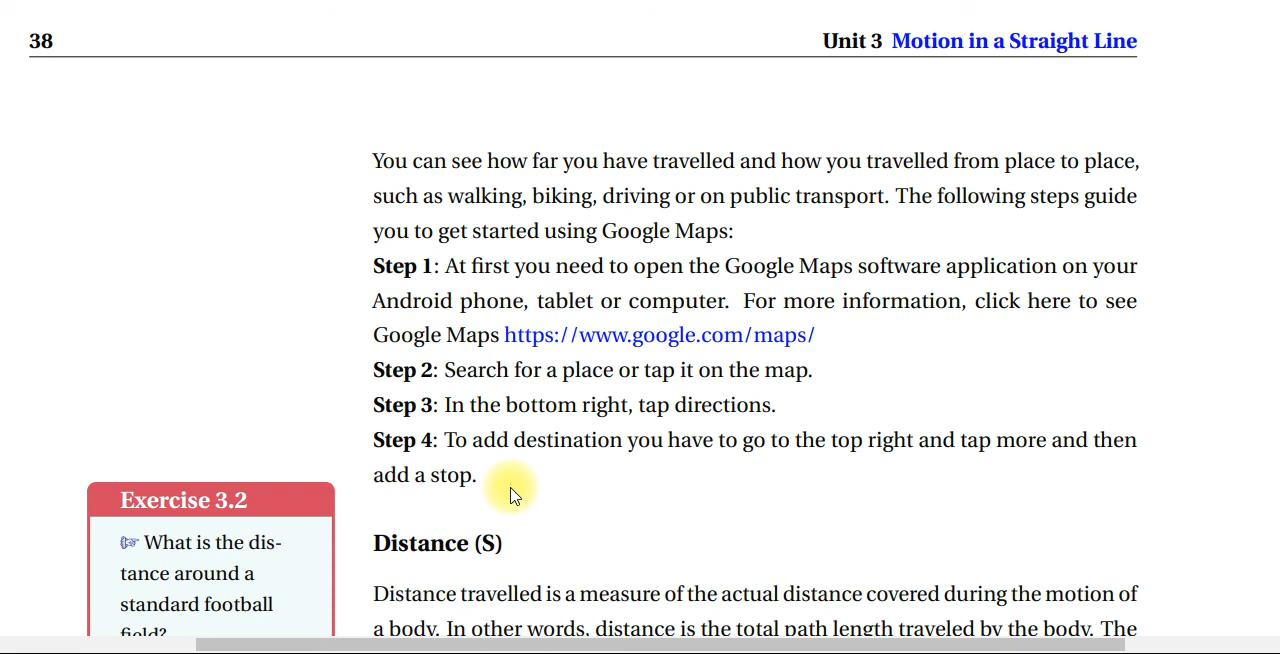 38
Unit 3 Motion in a Straight Line
You can see how far you have travelled and how you travelled from place to place,
such as walking, biking, driving or on public transport. The following steps guide
you to get started using Google Maps:
Step 1: At first you need to open the Google Maps software application on your
Android phone, tablet or computer. For more information, click here to see
Google Maps https://www.google.com/maps/
Step 2: Search for a place or tap it on the map.
Step 3: In the bottom right, tap directions.
Step 4: To add destination you have to go to the top right and tap more and then
add a stop.
Exercise 3.2
What is the dis-
tance around a
standard football
field?
Distance (S)
Distance travelled is a measure of the actual distance covered during the motion of
a body. In other words, distance is the total path length traveled by the body. The